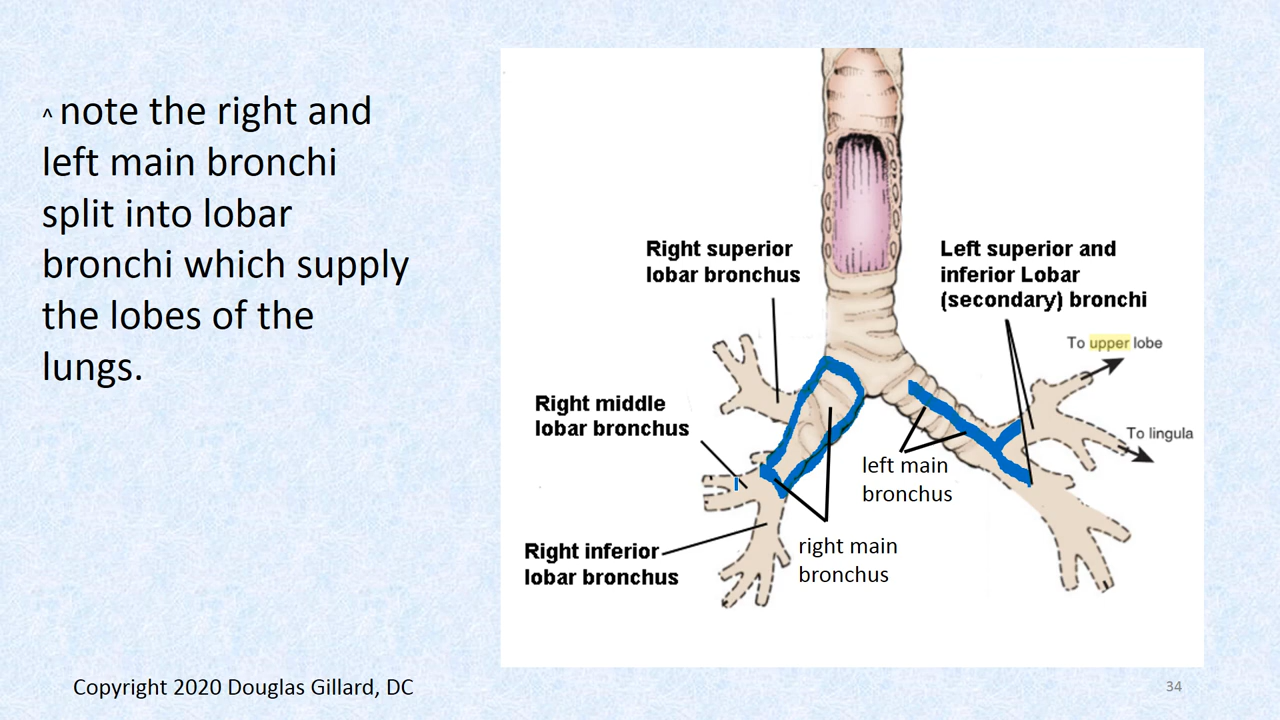 ^ note the right and
left main bronchi
split into lobar
bronchi which supply
the lobes of the
lungs.
Right superior
lobar bronchus
Left superior and
inferior Lobar
(secondary) bronchi
To upper lobe
Right middle
lobar bronchus
To lingula
left main
bronchus
right main
bronchus
Right inferior
lobar bronchus
Copyright 2020 Douglas Gillard, DC
34